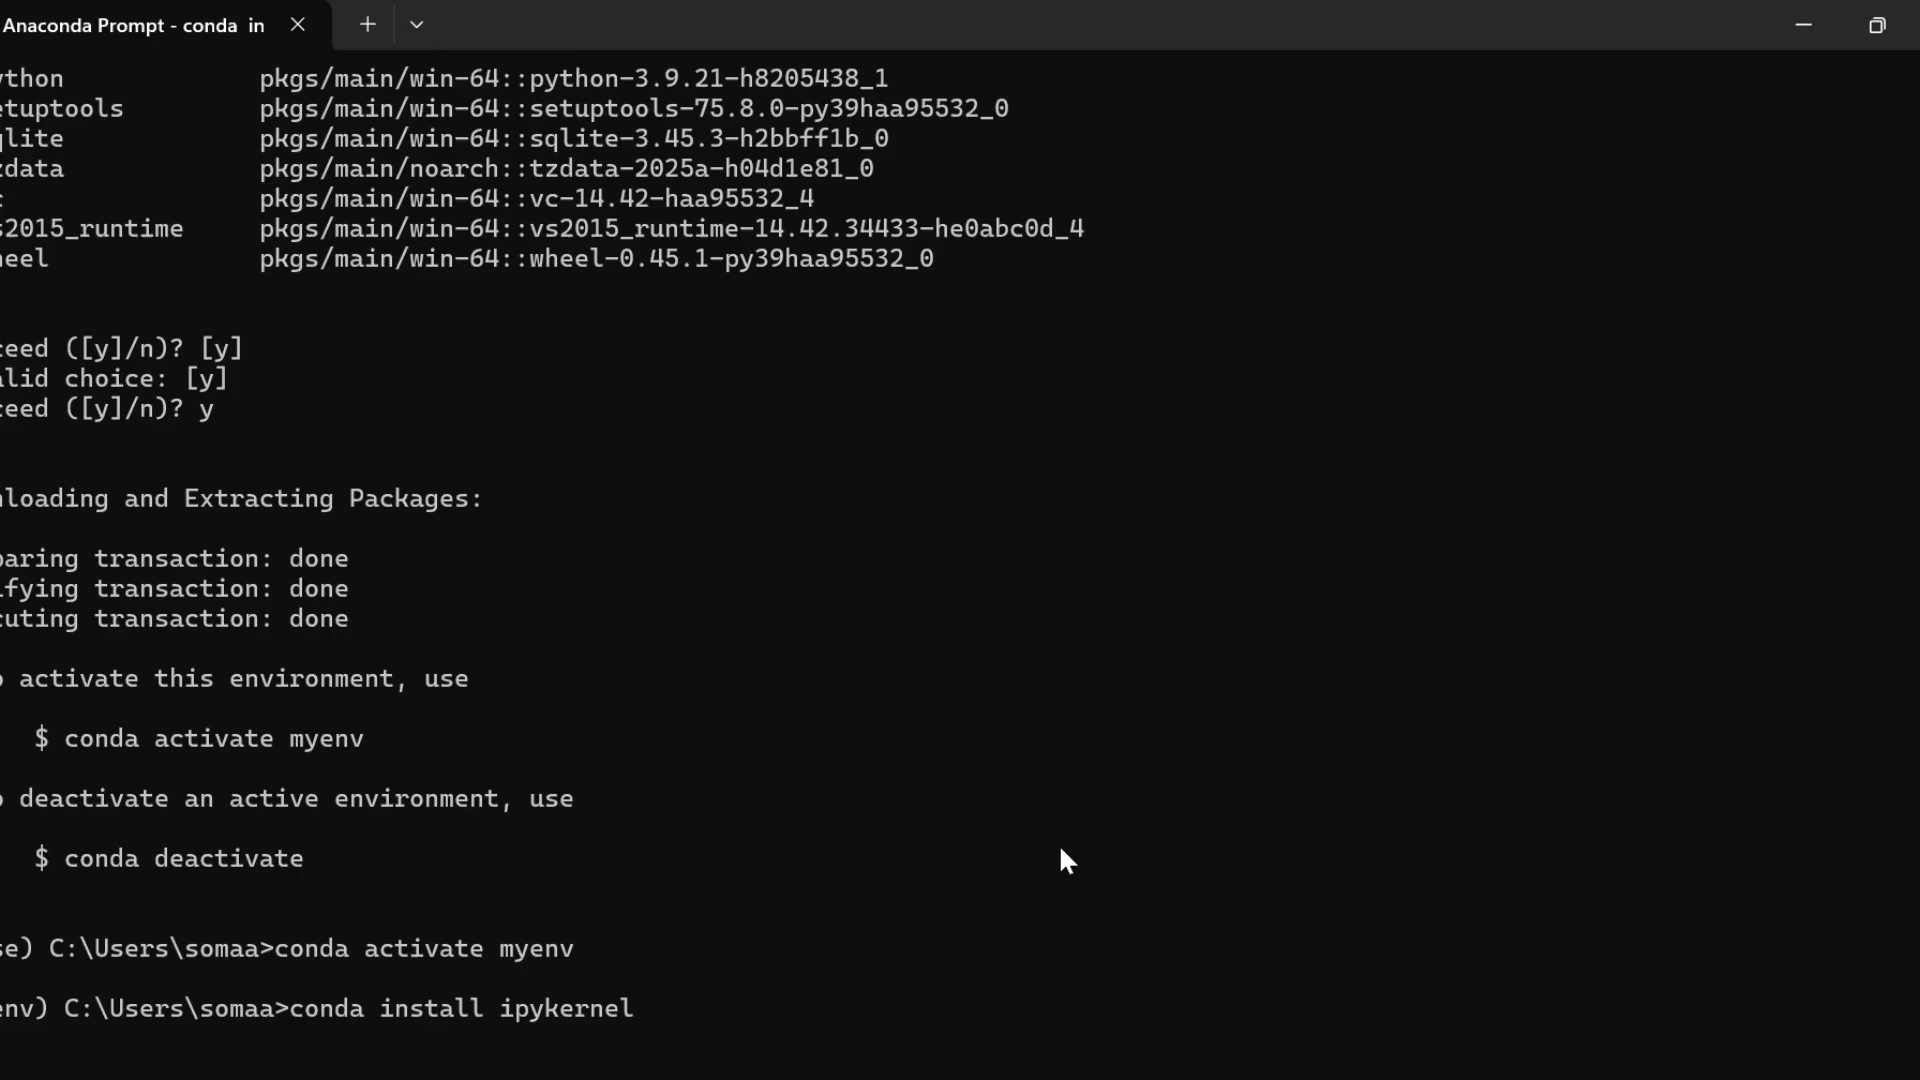 Anaconda Prompt - conda in
ython pkgs/main/win-64::python-3.9.21-h8205438_1
etuptools pkgs/main/win-64::setuptools-75.8.0-py39haa95532_0
qlite pkgs/main/win-64::sqlite-3.45.3-h2bbff1b_0
zdata pkgs/main/noarch::tzdata-2025a-h04d1e81_0
c pkgs/main/win-64::vc-14.42-haa95532_4
s2015_runtime pkgs/main/win-64::vs2015_runtime-14.42.34433-he0abc0d_4
heel pkgs/main/win-64::wheel-0.45.1-py39haa95532_0
ceed ([y]/n)? [y]
alid choice: [y]
ceed ([y]/n)? y
nloading and Extracting Packages:
paring transaction: done
ifying transaction: done
cuting transaction: done
o activate this environment, use
$ conda activate myenv
o deactivate an active environment, use
$ conda deactivate
se) C:\Users\somaa>conda activate myenv
env) C:\Users\somaa>conda install ipykernel